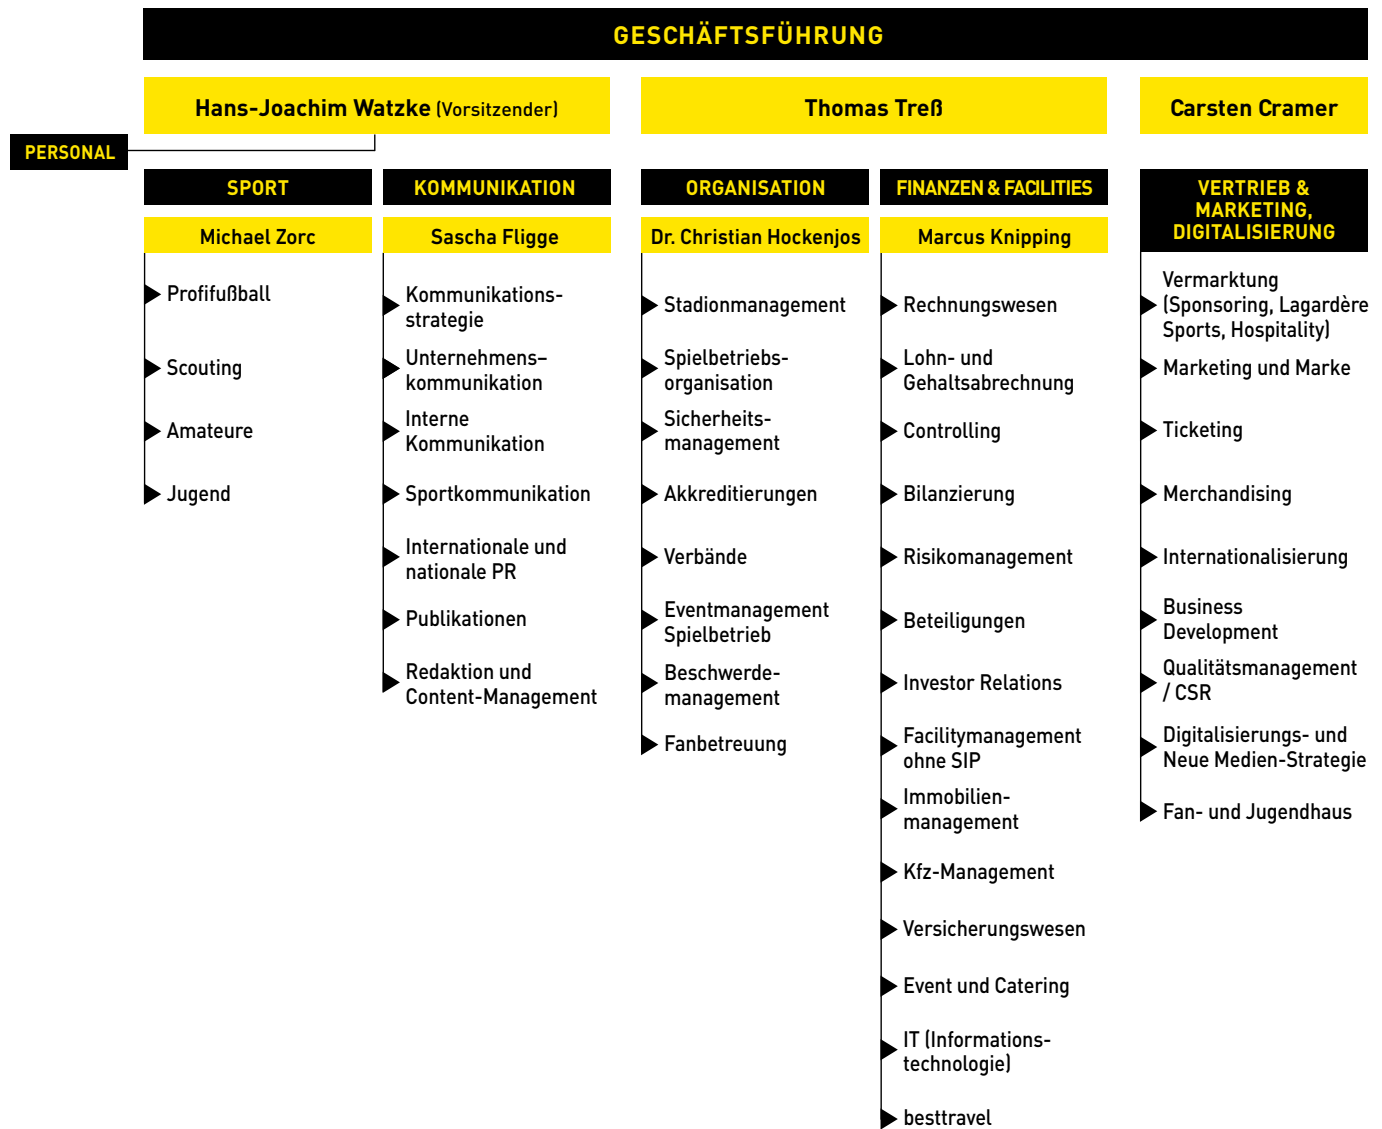 GESCHÄFTSFÜHRUNG
Hans-Joachim Watzke (Vorsitzender)
Thomas Treß
Carsten Cramer
PERSONAL
SPORT
Michael Zorc
Profifußball
Scouting
Amateure
Jugend
KOMMUNIKATION
Sascha Fligge
Kommunikations-
strategie
Unternehmens–
kommunikation
Interne
Kommunikation
Sportkommunikation
Internationale und
nationale PR
Publikationen
Redaktion und
Content-Management
ORGANISATION
Dr. Christian Hockenjos
Stadionmanagement
Spielbetriebs-
organisation
Sicherheits-
management
Akkreditierungen
Verbände
Eventmanagement
Spielbetrieb
Beschwerde-
management
Fanbetreuung
FINANZEN & FACILITIES
Marcus Knipping
Rechnungswesen
Lohn- und
Gehaltsabrechnung
Controlling
Bilanzierung
Risikomanagement
Beteiligungen
Investor Relations
Facilitymanagement
ohne SIP
Immobilien-
management
Kfz-Management
Versicherungswesen
Event und Catering
IT (Informations-
technologie)
besttravel
VERTRIEB &
MARKETING,
DIGITALISIERUNG
Vermarktung
(Sponsoring, Lagardère
Sports, Hospitality)
Marketing und Marke
Ticketing
Merchandising
Internationalisierung
Business
Development
Qualitätsmanagement
/ CSR
Digitalisierungs- und
Neue Medien-Strategie
Fan- und Jugendhaus